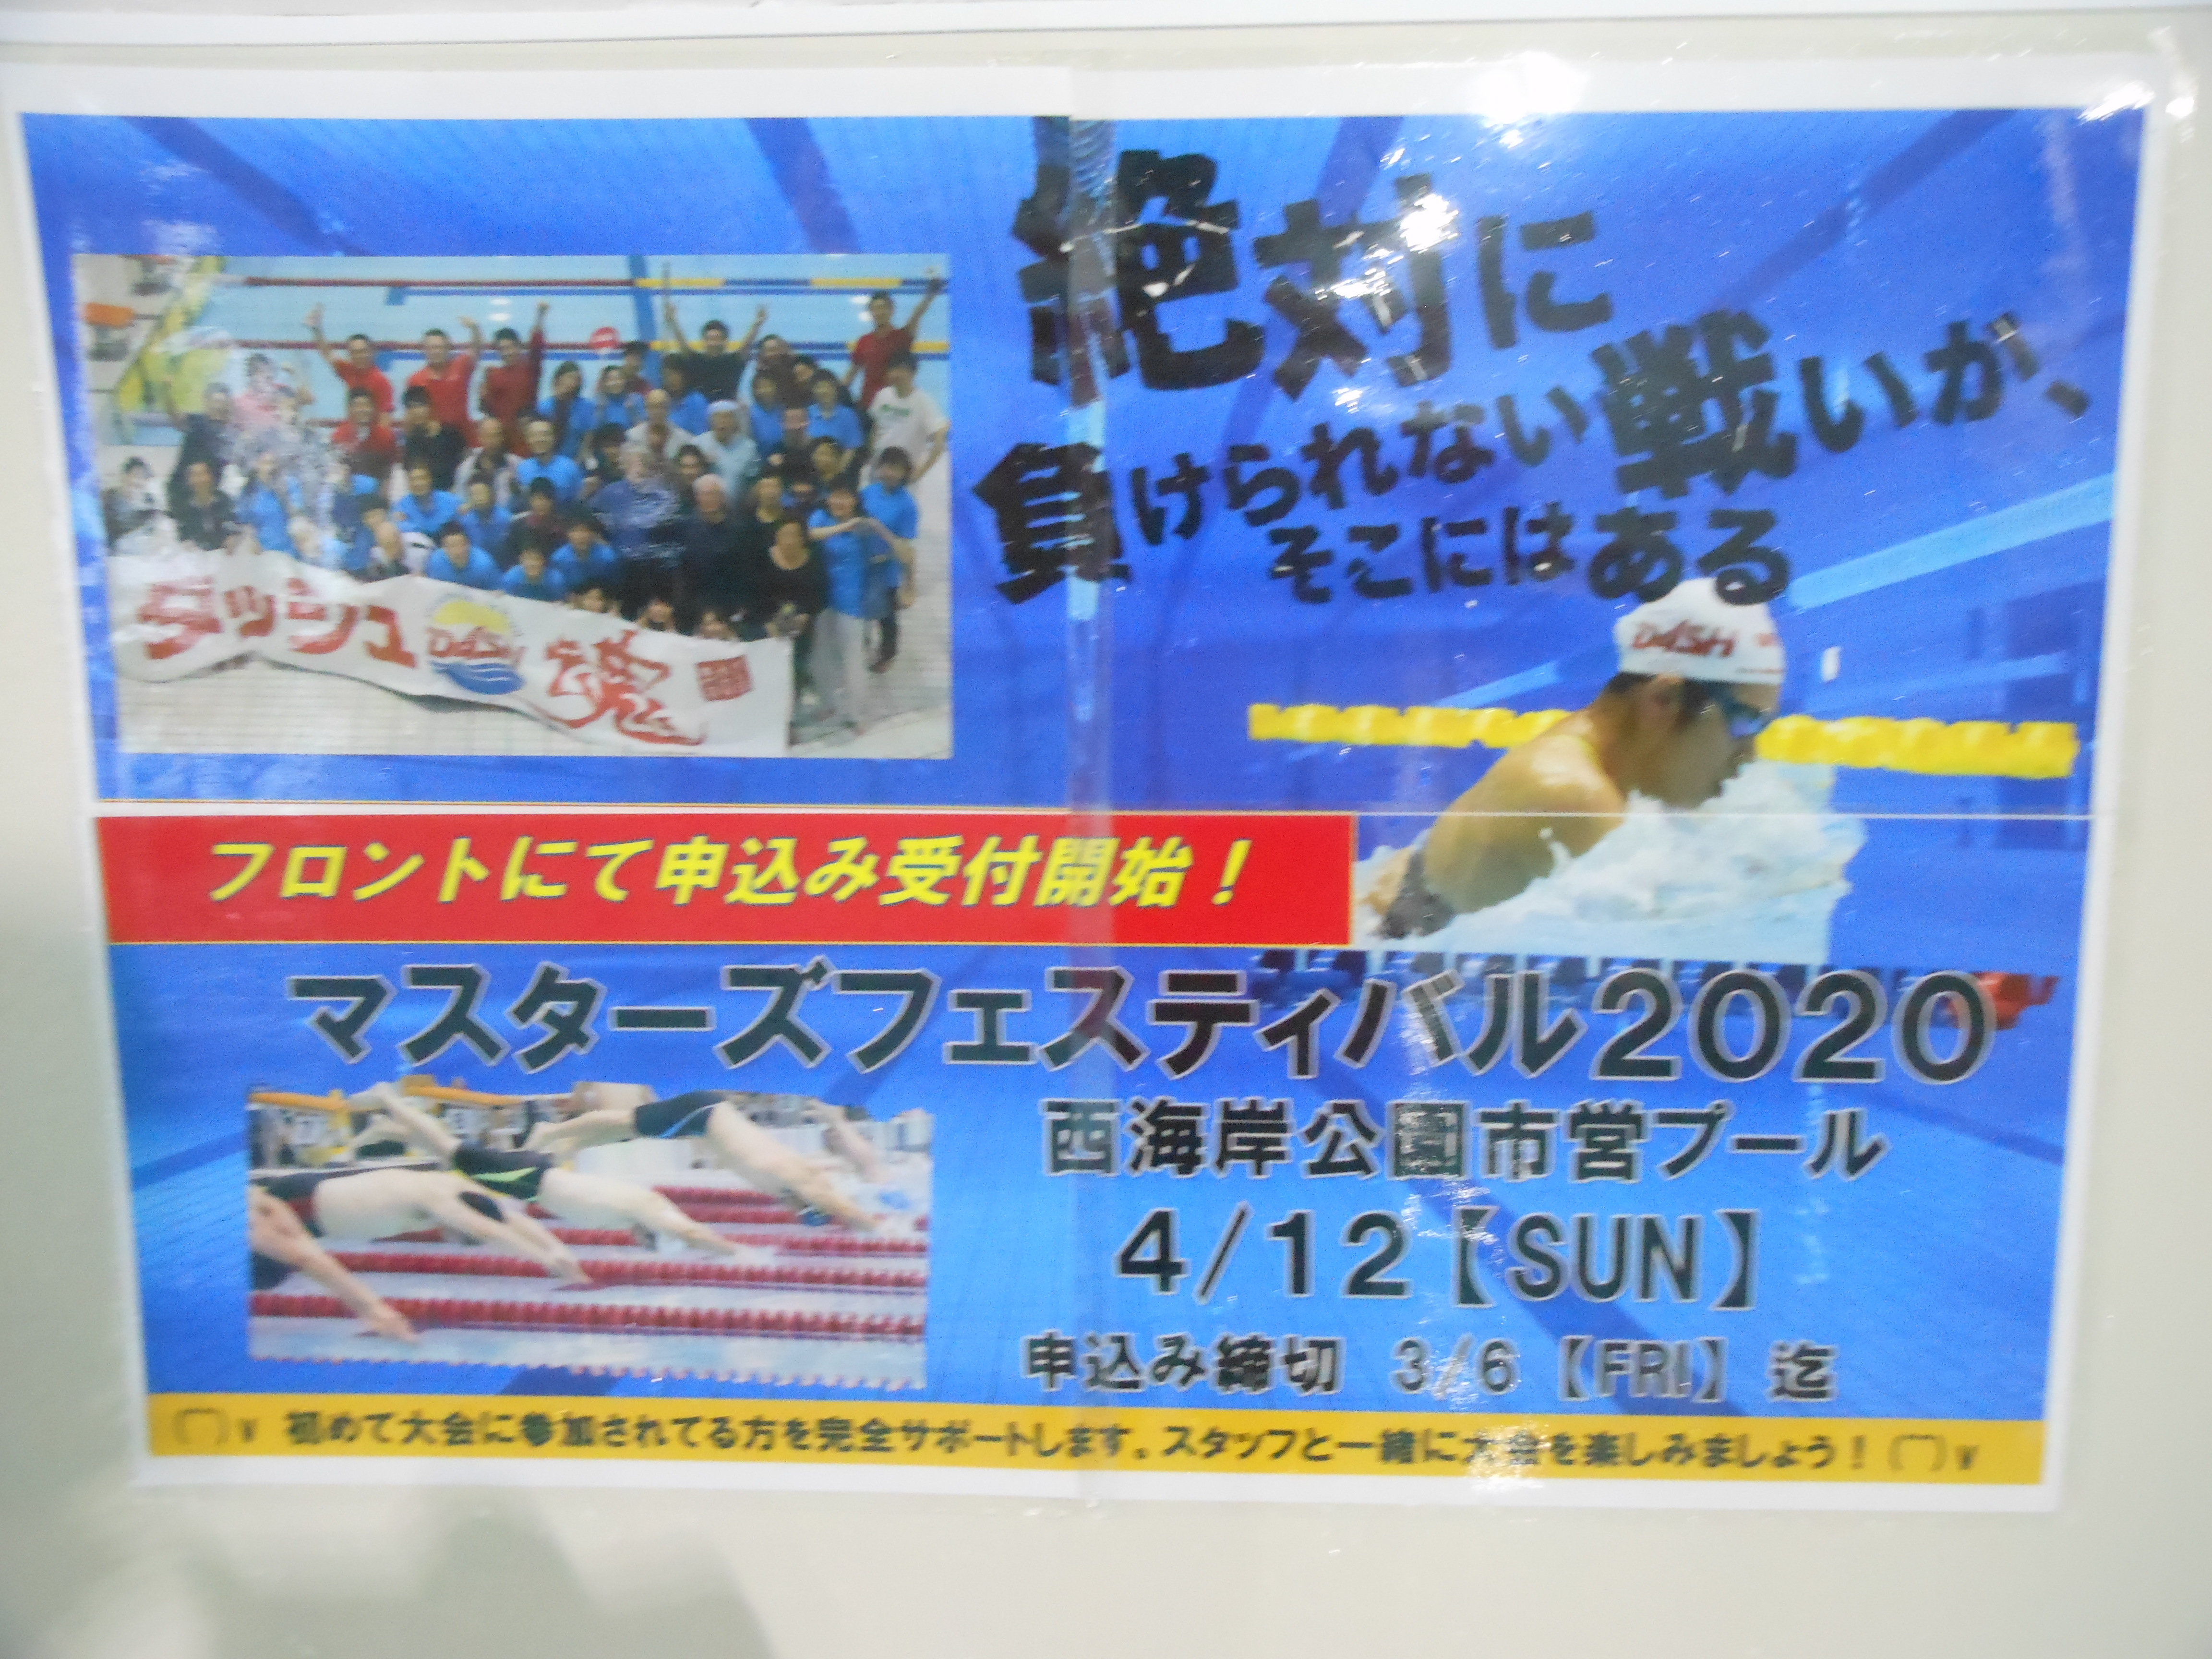 絶対に
負けられない戦いが、
そこにはある
ダッシュ DASH 魂
DASH
フロントにて申込み受付開始！
マスターズフェスティバル2020
西海岸公園市営プール
4/12【SUN】
申込み締切 3/6【FRI】迄
初めて大会に参加されてる方を完全サポートします。スタッフと一緒に大会を楽しみましょう！